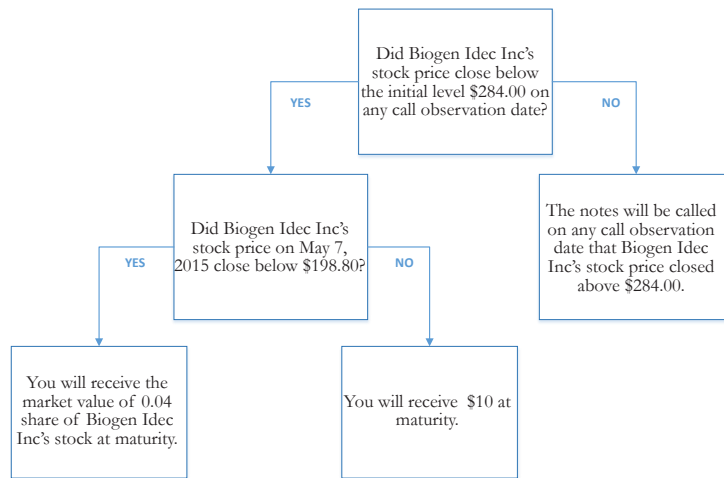 Did Biogen Idec Inc's
stock price close below
the initial level $284.00 on
any call observation date?
YES
NO
Did Biogen Idec Inc's
stock price on May 7,
2015 close below $198.80?
The notes will be called
on any call observation
date that Biogen Idec
Inc's stock price closed
above $284.00.
YES
NO
You will receive the
market value of 0.04
share of Biogen Idec
Inc's stock at maturity.
You will receive $10 at
maturity.